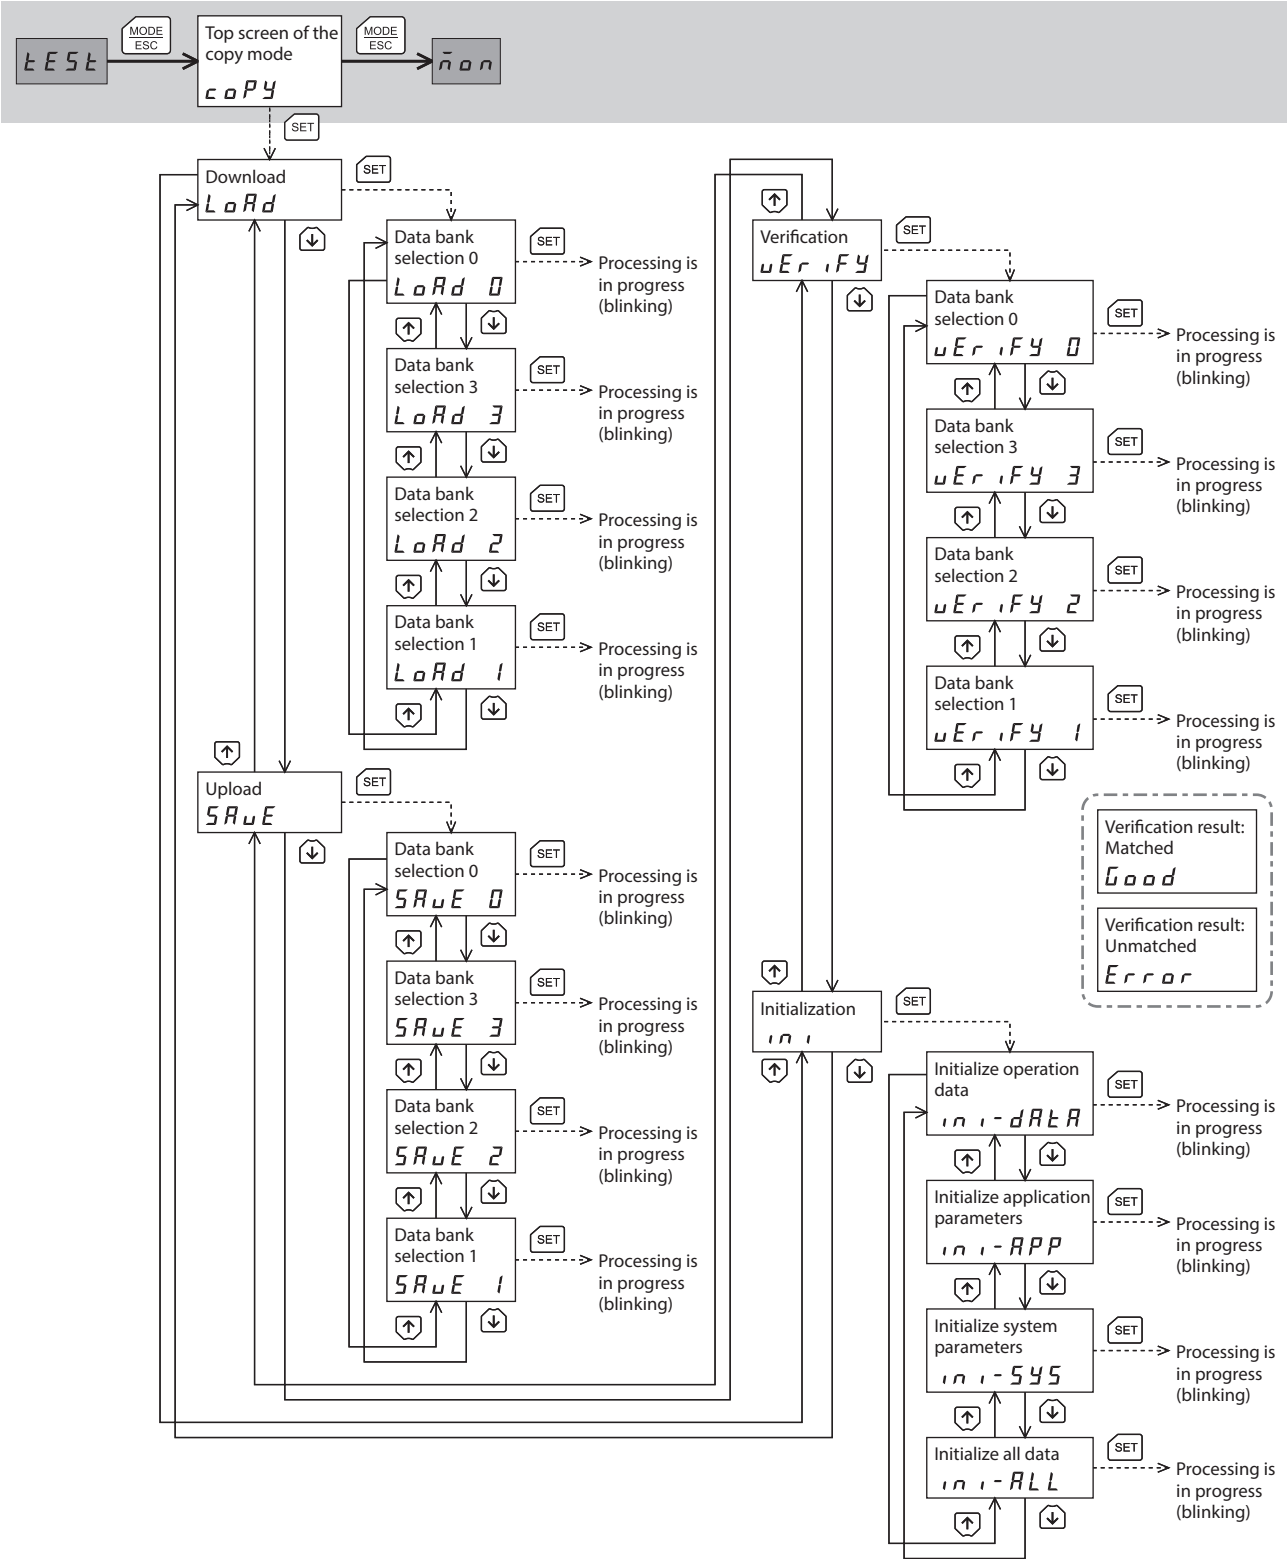 tESt
MODE
ESC
Top screen of the
copy mode
coPY
MODE
ESC
SET
Download
LoAd
SET
Data bank
selection 0
LoAd 0
SET
Processing is
in progress
(blinking)
Data bank
selection 3
LoAd 3
SET
Processing is
in progress
(blinking)
Data bank
selection 2
LoAd 2
SET
Processing is
in progress
(blinking)
Data bank
selection 1
LoAd 1
SET
Processing is
in progress
(blinking)
Upload
SAvE
SET
Data bank
selection 0
SAvE 0
SET
Processing is
in progress
(blinking)
Data bank
selection 3
SAvE 3
SET
Processing is
in progress
(blinking)
Data bank
selection 2
SAvE 2
SET
Processing is
in progress
(blinking)
Data bank
selection 1
SAvE 1
SET
Processing is
in progress
(blinking)
Verification
vEriFY
SET
Data bank
selection 0
vEriFY 0
SET
Processing is
in progress
(blinking)
Data bank
selection 3
vEriFY 3
SET
Processing is
in progress
(blinking)
Data bank
selection 2
vEriFY 2
SET
Processing is
in progress
(blinking)
Data bank
selection 1
vEriFY 1
SET
Processing is
in progress
(blinking)
Verification result:
Matched
Good
Verification result:
Unmatched
Error
Initialization
ini
SET
Initialize operation
data
ini-dAtA
SET
Processing is
in progress
(blinking)
Initialize application
parameters
ini-APP
SET
Processing is
in progress
(blinking)
Initialize system
parameters
ini-SYS
SET
Processing is
in progress
(blinking)
Initialize all data
ini-ALL
SET
Processing is
in progress
(blinking)